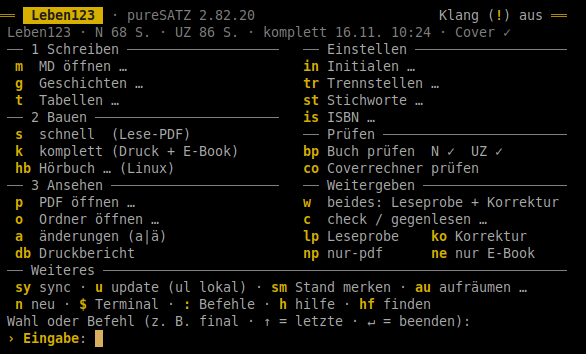 Leben123 · pureSATZ 2.82.20 Klang (!) aus
Leben123 · N 68 S. · UZ 86 S. · komplett 16.11. 10:24 · Cover ✓
1 Schreiben Einstellen
m MD öffnen … in Initialen …
g Geschichten … tr Trennstellen …
t Tabellen … st Stichworte …
2 Bauen is ISBN …
s schnell (Lese-PDF) Prüfen
k komplett (Druck + E-Book) bp Buch prüfen N ✓ UZ ✓
hb Hörbuch … (Linux) co Coverrechner prüfen
3 Ansehen Weitergeben
p PDF öffnen … w beides: Leseprobe + Korrektur
o Ordner öffnen … c check / gegenlesen …
a änderungen (a|ä) lp Leseprobe ko Korrektur
db Druckbericht np nur-pdf ne nur E-Book
Weiteres
sy sync · u update (ul lokal) · sm Stand merken · au aufräumen …
n neu · $ Terminal · : Befehle · h hilfe · hf finden
Wahl oder Befehl (z. B. final · ↑ = letzte · ↵ = beenden):
› Eingabe: